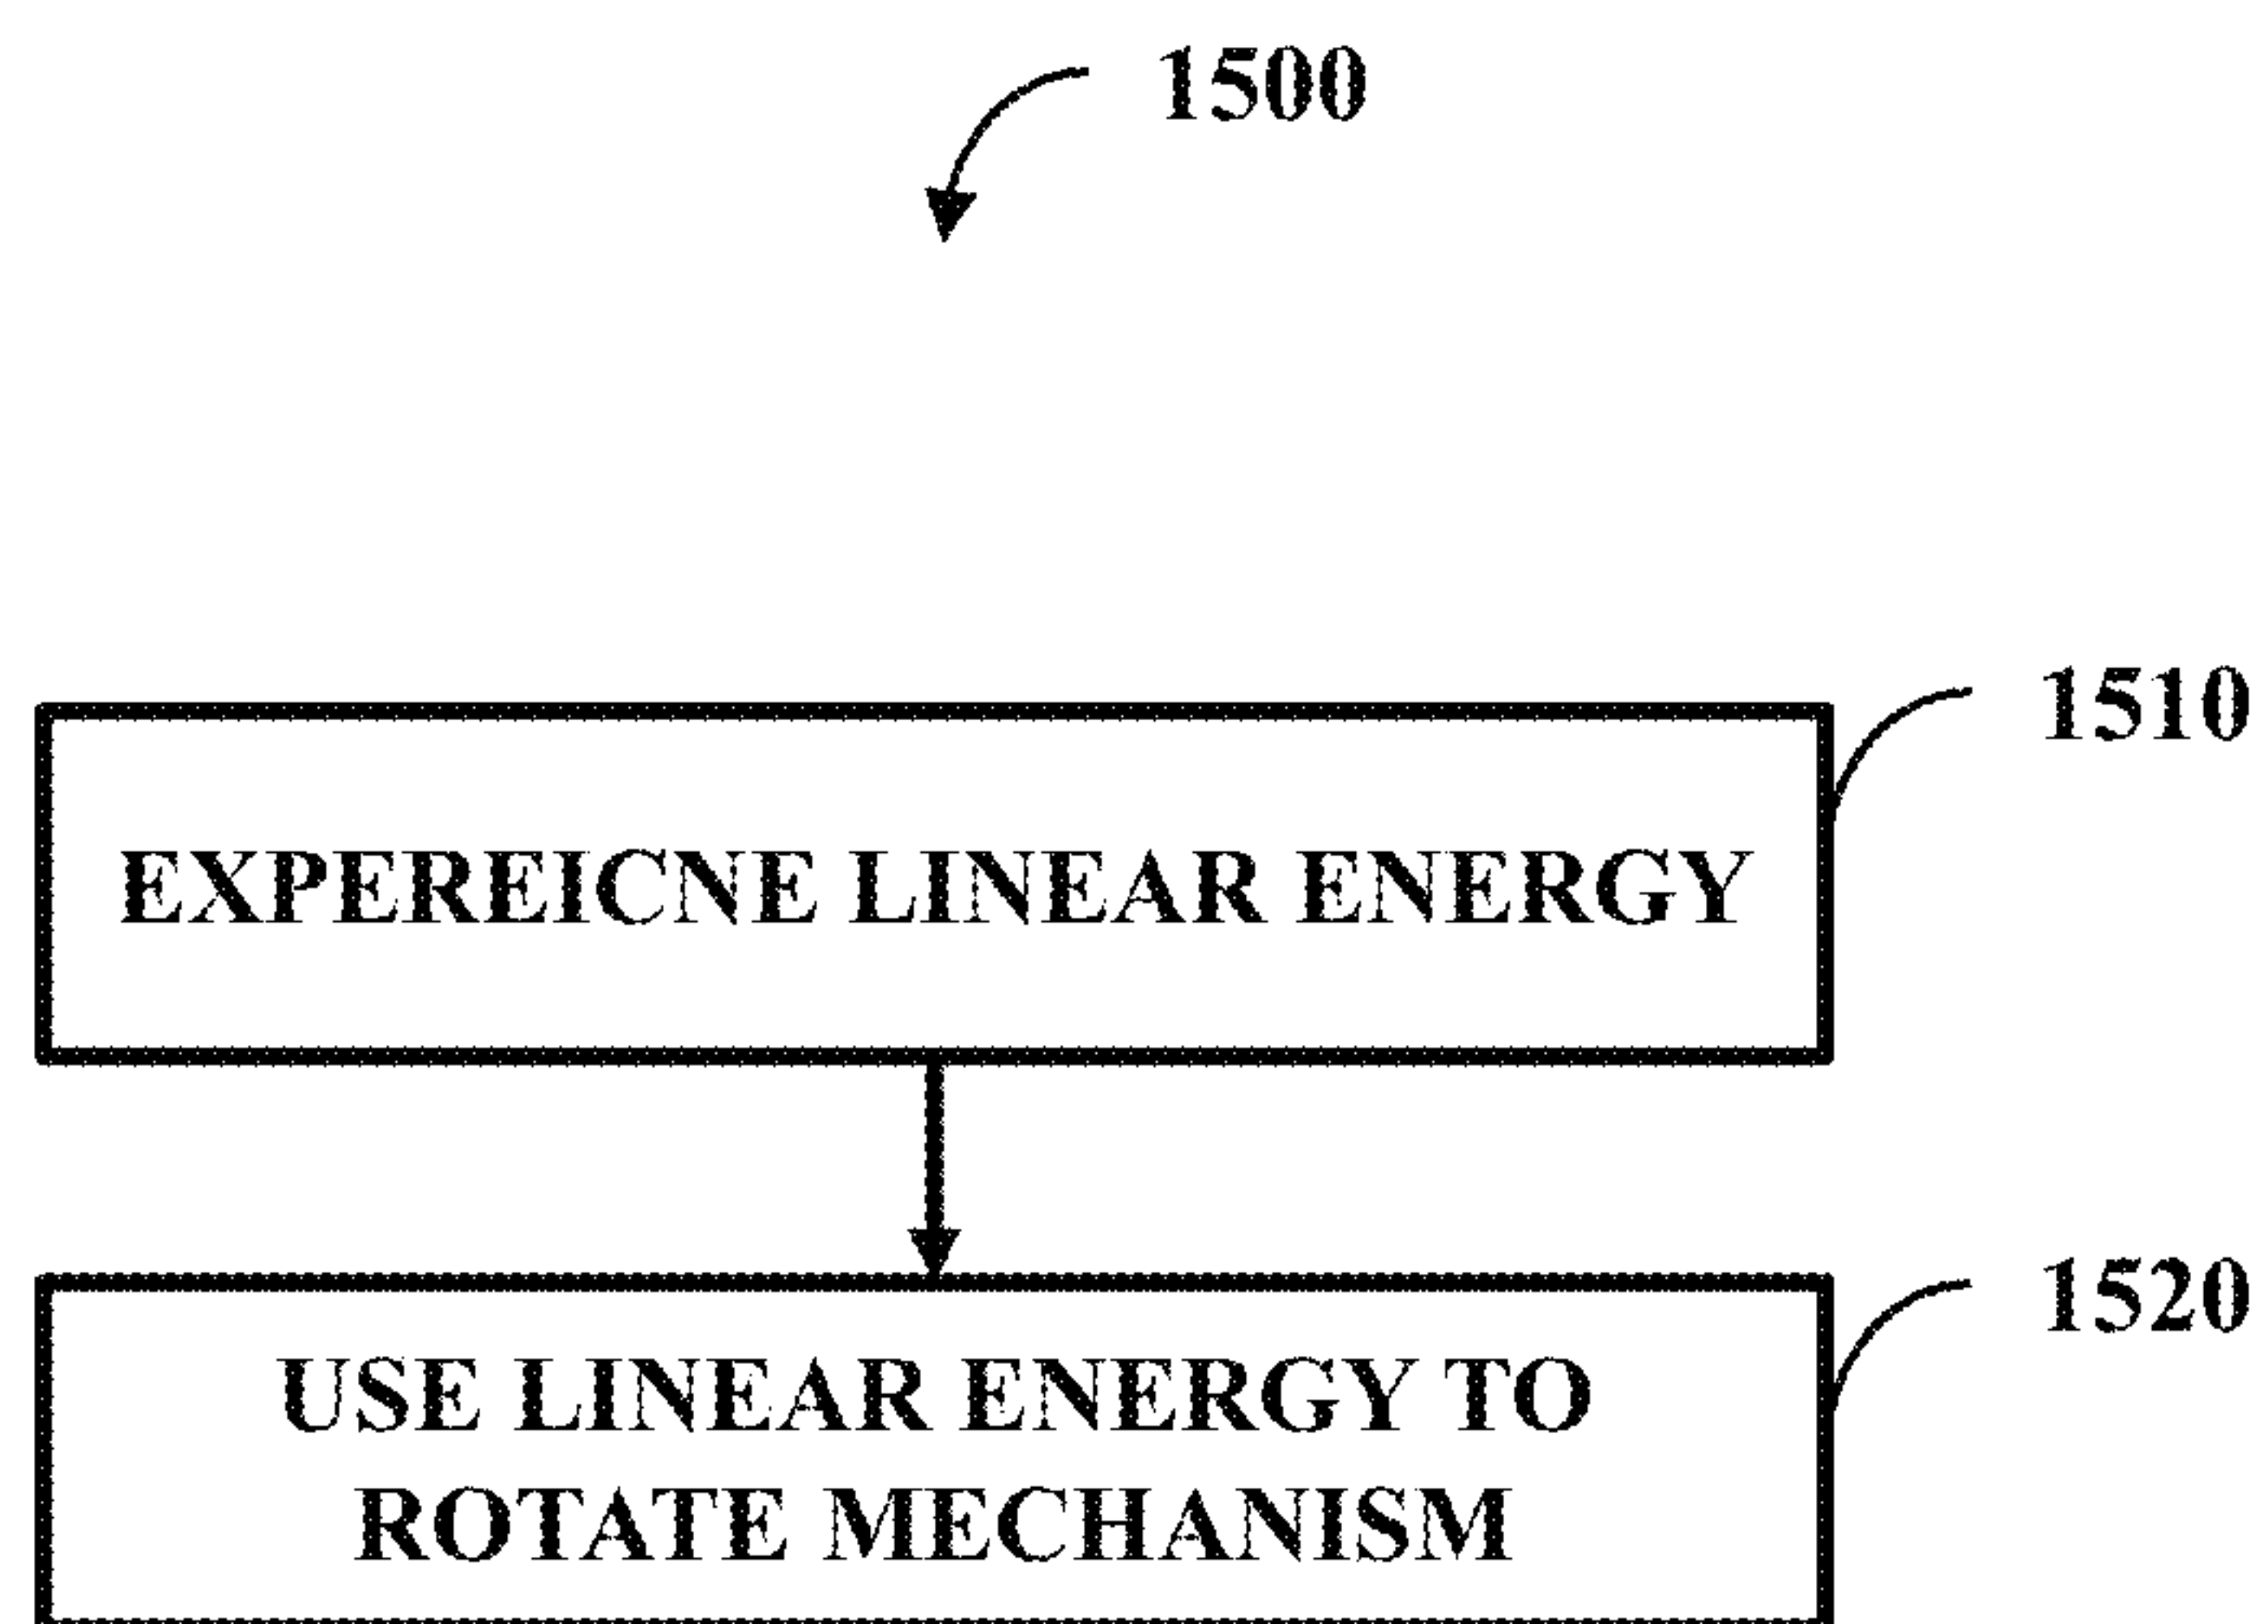 1500
1510
EXPEREICNE LINEAR ENERGY
1520
USE LINEAR ENERGY TO
ROTATE MECHANISM